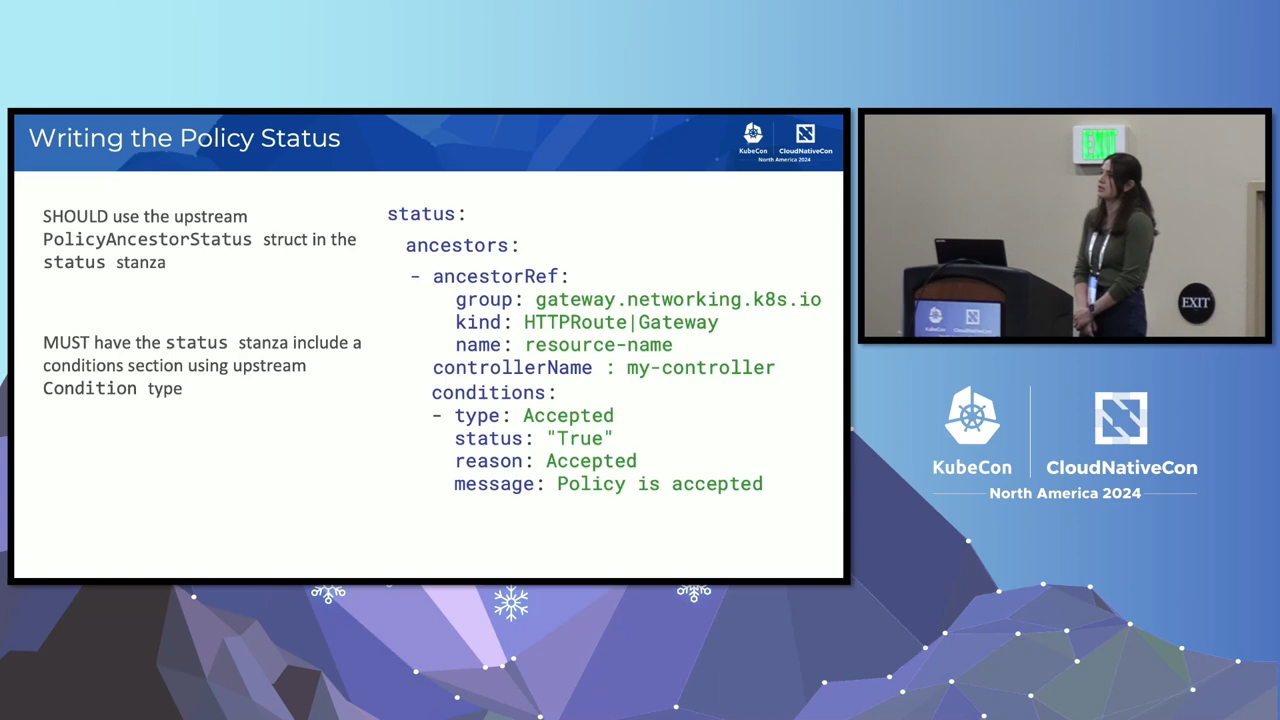 Writing the Policy Status
KubeCon
CloudNativeCon
North America 2024
SHOULD use the upstream
PolicyAncestorStatus struct in the
status stanza
MUST have the status stanza include a
conditions section using upstream
Condition type
status:
ancestors:
- ancestorRef:
group: gateway.networking.k8s.io
kind: HTTPRoute|Gateway
name: resource-name
controllerName : my-controller
conditions:
- type: Accepted
status: "True"
reason: Accepted
message: Policy is accepted
EXIT
EXIT
KubeCon
CloudNativeCon
North America 2024